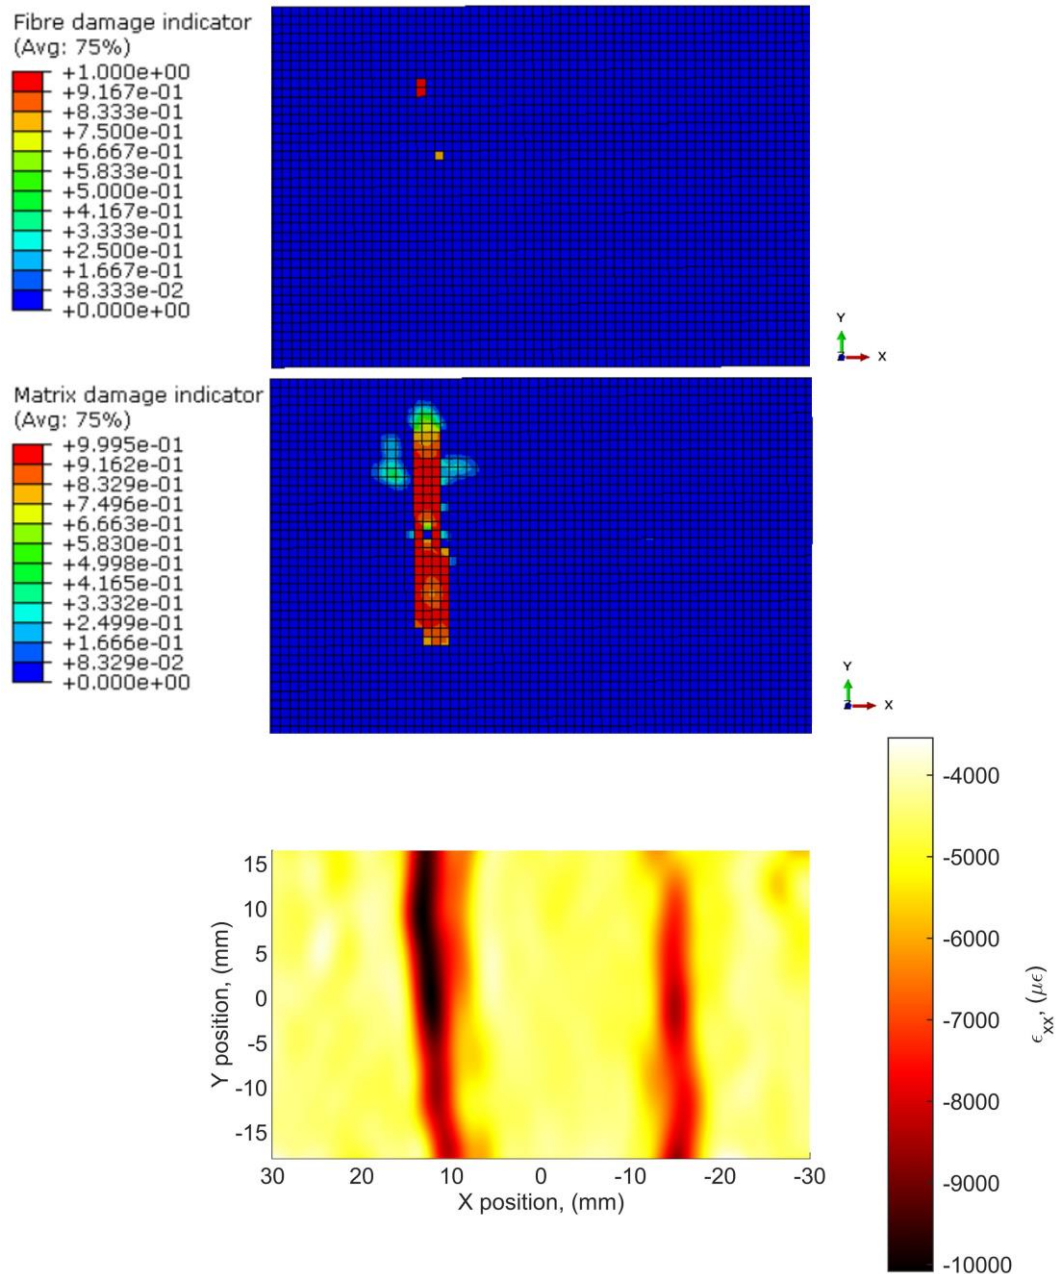 Fibre damage indicator
(Avg: 75%)
+1.000e+00
+9.167e-01
+8.333e-01
+7.500e-01
+6.667e-01
+5.833e-01
+5.000e-01
+4.167e-01
+3.333e-01
+2.500e-01
+1.667e-01
+8.333e-02
+0.000e+00
Y
X
Matrix damage indicator
(Avg: 75%)
+9.995e-01
+9.162e-01
+8.329e-01
+7.496e-01
+6.663e-01
+5.830e-01
+4.998e-01
+4.165e-01
+3.332e-01
+2.499e-01
+1.666e-01
+8.329e-02
+0.000e+00
Y
X
Y position, (mm)
15
10
5
0
-5
-10
-15
30 20 10 0 -10 -20 -30
X position, (mm)
-4000
-5000
-6000
-7000
-8000
-9000
-10000
ϵxx, (με)